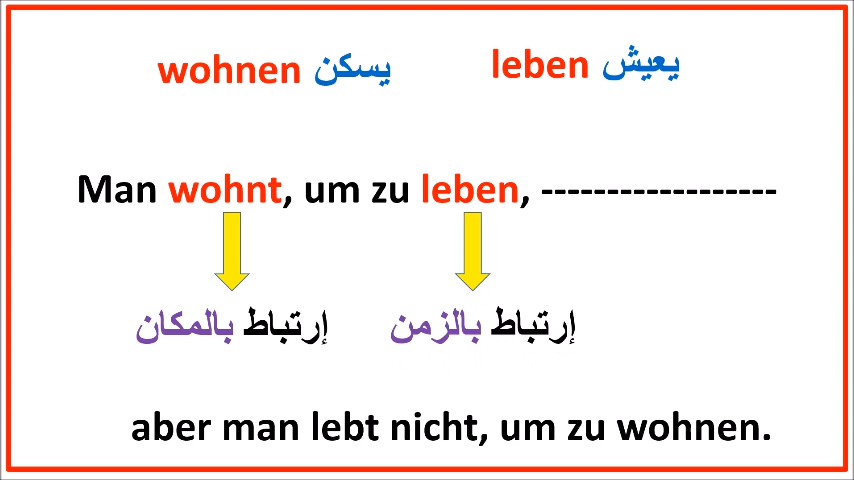 wohnen يسكن
leben يعيش
Man wohnt, um zu leben, ------------------
إرتباط بالمكان
إرتباط بالزمن
aber man lebt nicht, um zu wohnen.